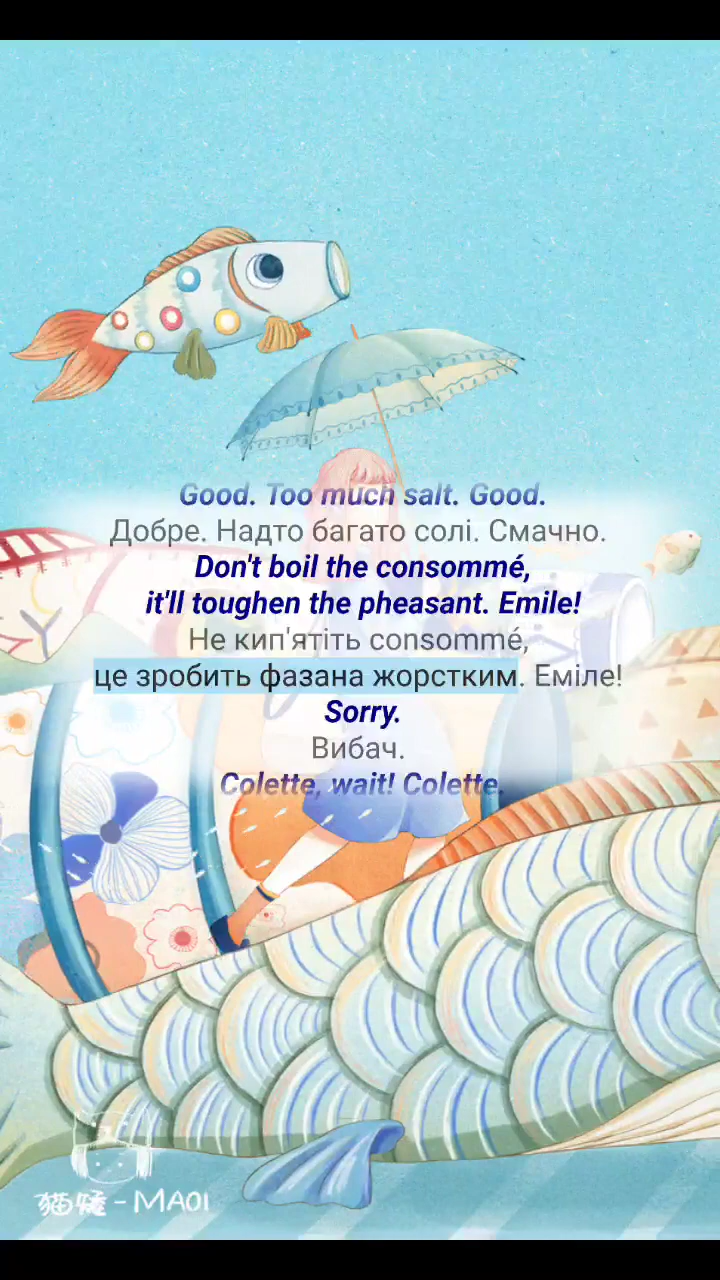 Good. Too much salt. Good.
Добре. Надто багато солі. Смачно.
Don't boil the consommé,
it'll toughen the pheasant. Emile!
Не кип'ятіть consommé,
це зробить фазана жорстким. Еміле!
Sorry.
Вибач.
Colette, wait! Colette.
猫矮-MAOI